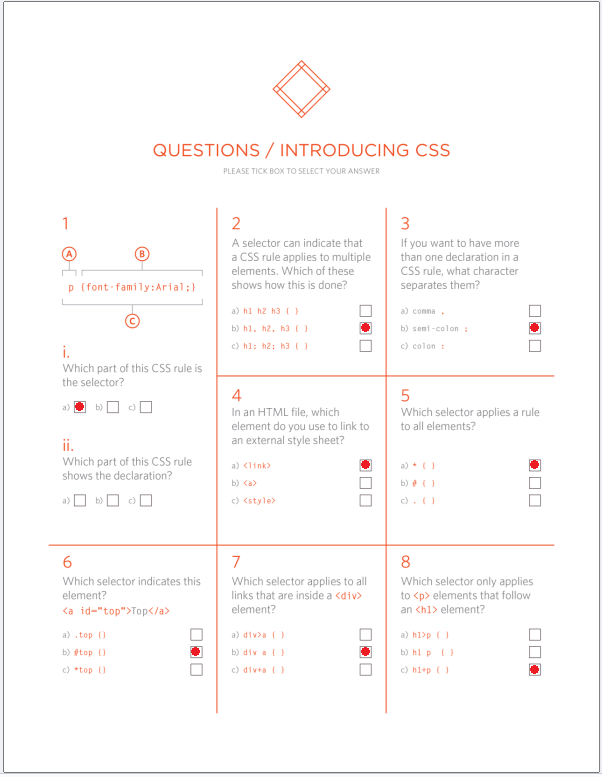 QUESTIONS / INTRODUCING CSS
PLEASE TICK BOX TO SELECT YOUR ANSWER
1
A B
p {font-family:Arial;}
C
i.
Which part of this CSS rule is
the selector?
a) b) c)
ii.
Which part of this CSS rule
shows the declaration?
a) b) c)
2
A selector can indicate that
a CSS rule applies to multiple
elements. Which of these
shows how this is done?
a) h1 h2 h3 { }
b) h1, h2, h3 { }
c) h1; h2; h3 { }
3
If you want to have more
than one declaration in a
CSS rule, what character
separates them?
a) comma ,
b) semi-colon ;
c) colon :
4
In an HTML file, which
element do you use to link to
an external style sheet?
a) <link>
b) <a>
c) <style>
5
Which selector applies a rule
to all elements?
a) * { }
b) # { }
c) . { }
6
Which selector indicates this
element?
<a id="top">Top</a>
a) .top {}
b) #top {}
c) *top {}
7
Which selector applies to all
links that are inside a <div>
element?
a) div>a { }
b) div a { }
c) div+a { }
8
Which selector only applies
to <p> elements that follow
an <h1> element?
a) h1>p { }
b) h1 p { }
c) h1+p { }